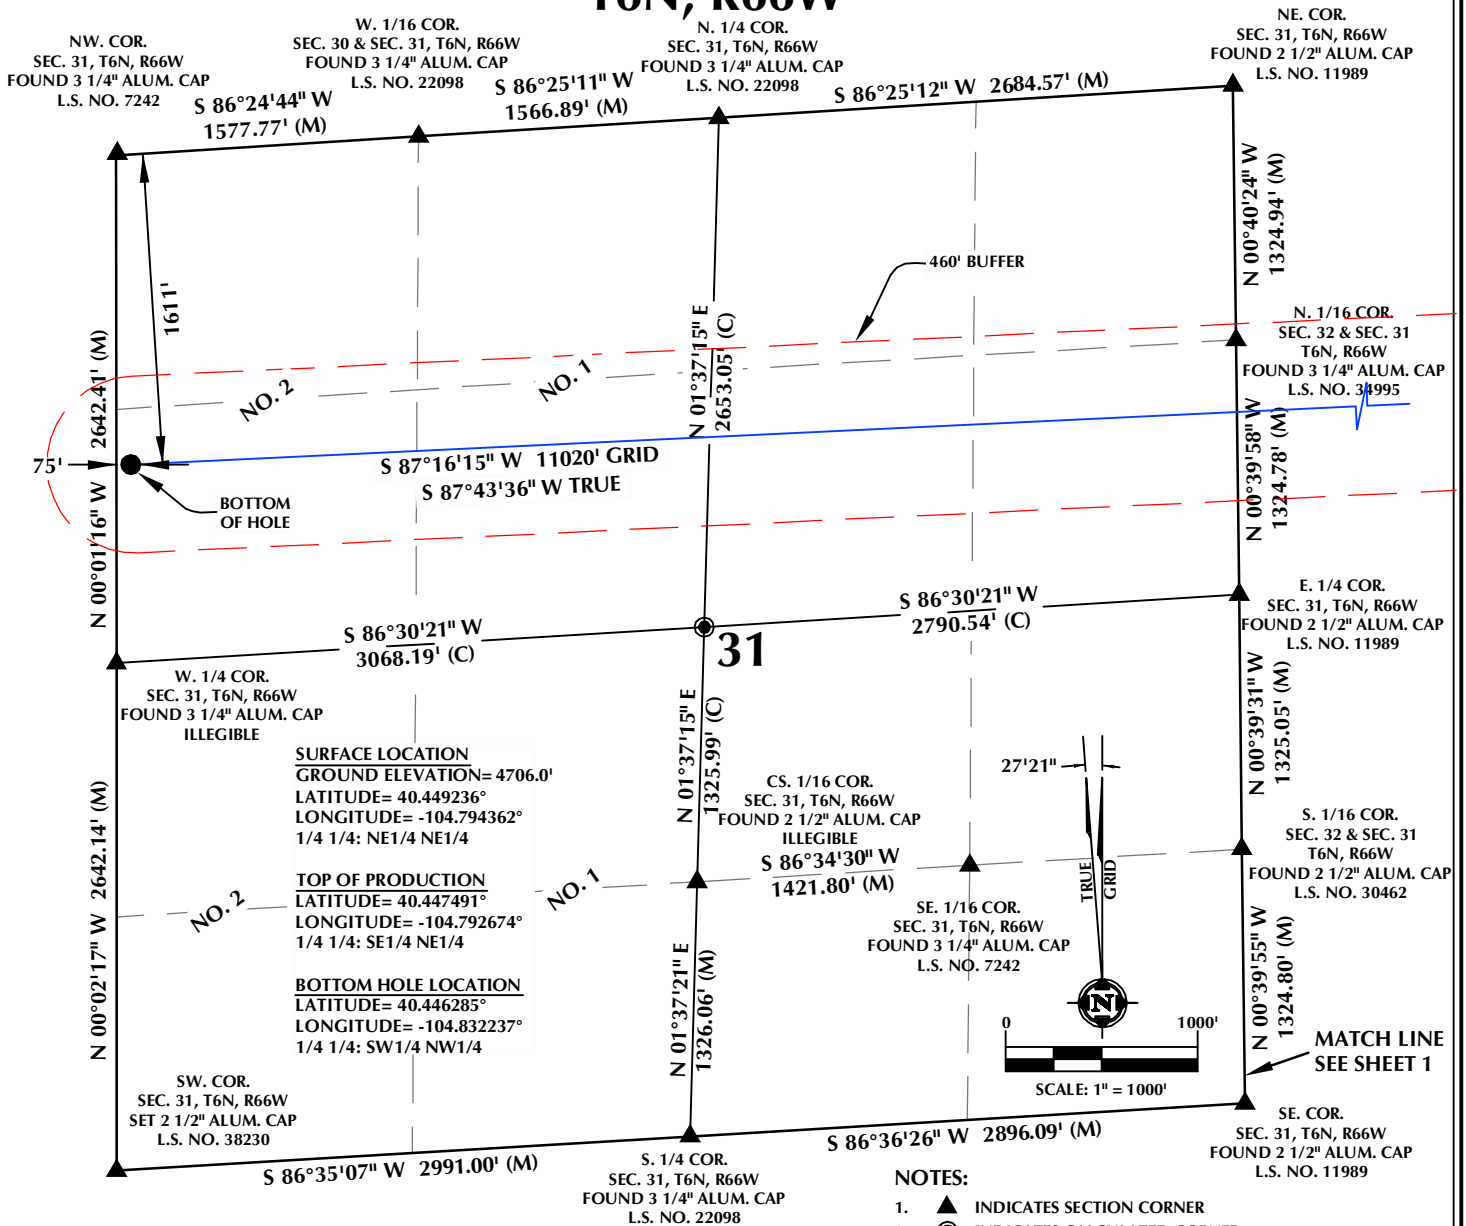 T6N, R66W
NW. COR.
SEC. 31, T6N, R66W
FOUND 3 1/4" ALUM. CAP
L.S. NO. 7242
W. 1/16 COR.
SEC. 30 & SEC. 31, T6N, R66W
FOUND 3 1/4" ALUM. CAP
L.S. NO. 22098
N. 1/4 COR.
SEC. 31, T6N, R66W
FOUND 3 1/4" ALUM. CAP
L.S. NO. 22098
NE. COR.
SEC. 31, T6N, R66W
FOUND 2 1/2" ALUM. CAP
L.S. NO. 11989
S 86°24'44" W
1577.77' (M)
S 86°25'11" W
1566.89' (M)
S 86°25'12" W 2684.57' (M)
N 00°40'24" W
1324.94' (M)
1611'
460' BUFFER
N 01°37'15" E
2653.05' (C)
N. 1/16 COR.
SEC. 32 & SEC. 31
T6N, R66W
FOUND 3 1/4" ALUM. CAP
L.S. NO. 34995
NO. 2
NO. 1
N 00°01'16" W 2642.41' (M)
75'
BOTTOM
OF HOLE
S 87°16'15" W 11020' GRID
S 87°43'36" W TRUE
N 00°39'58" W
1324.78' (M)
S 86°30'21" W
3068.19' (C)
S 86°30'21" W
2790.54' (C)
31
E. 1/4 COR.
SEC. 31, T6N, R66W
FOUND 2 1/2" ALUM. CAP
L.S. NO. 11989
W. 1/4 COR.
SEC. 31, T6N, R66W
FOUND 3 1/4" ALUM. CAP
ILLEGIBLE
N 01°37'15" E
1325.99' (C)
N 00°39'31" W
1325.05' (M)
SURFACE LOCATION
GROUND ELEVATION= 4706.0'
LATITUDE= 40.449236°
LONGITUDE= -104.794362°
1/4 1/4: NE1/4 NE1/4
TOP OF PRODUCTION
LATITUDE= 40.447491°
LONGITUDE= -104.792674°
1/4 1/4: SE1/4 NE1/4
BOTTOM HOLE LOCATION
LATITUDE= 40.446285°
LONGITUDE= -104.832237°
1/4 1/4: SW1/4 NW1/4
N 00°02'17" W 2642.14' (M)
NO. 2
NO. 1
CS. 1/16 COR.
SEC. 31, T6N, R66W
FOUND 2 1/2" ALUM. CAP
ILLEGIBLE
S 86°34'30" W
1421.80' (M)
27'21"
TRUE
GRID
N
S. 1/16 COR.
SEC. 32 & SEC. 31
T6N, R66W
FOUND 2 1/2" ALUM. CAP
L.S. NO. 30462
SE. 1/16 COR.
SEC. 31, T6N, R66W
FOUND 3 1/4" ALUM. CAP
L.S. NO. 7242
N 01°37'21" E
1326.06' (M)
N 00°39'55" W
1324.80' (M)
0 1000'
SCALE: 1" = 1000'
MATCH LINE
SEE SHEET 1
SW. COR.
SEC. 31, T6N, R66W
SET 2 1/2" ALUM. CAP
L.S. NO. 38230
S 86°35'07" W 2991.00' (M)
S 86°36'26" W 2896.09' (M)
S. 1/4 COR.
SEC. 31, T6N, R66W
FOUND 3 1/4" ALUM. CAP
L.S. NO. 22098
SE. COR.
SEC. 31, T6N, R66W
FOUND 2 1/2" ALUM. CAP
L.S. NO. 11989
NOTES:
1. INDICATES SECTION CORNER
INDICATES CALCULATED CORNER